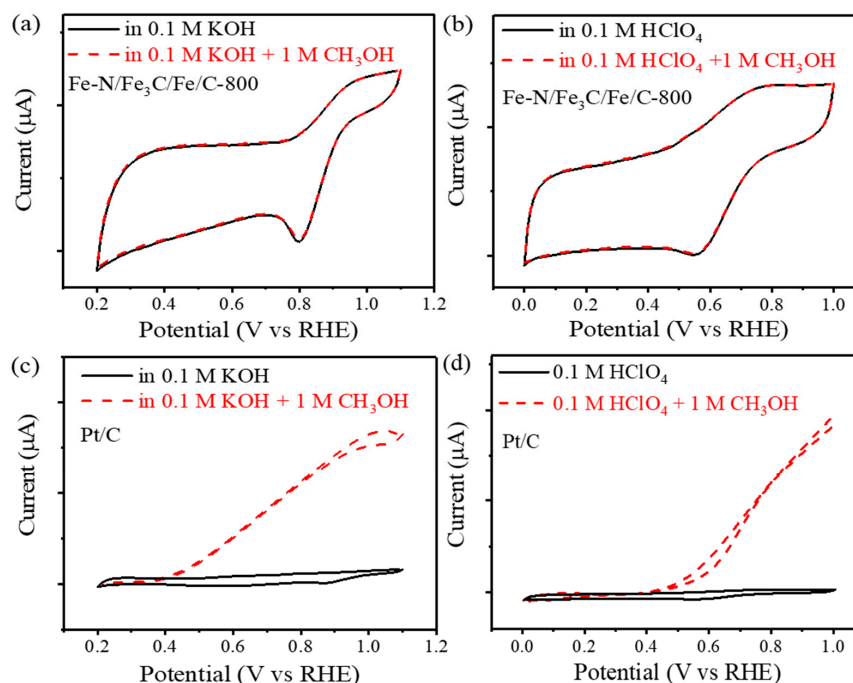 (a)
in 0.1 M KOH
in 0.1 M KOH + 1 M CH₃OH
Fe-N/Fe₃C/Fe/C-800
Current (μA)
0.2 0.4 0.6 0.8 1.0 1.2
Potential (V vs RHE)
(b)
in 0.1 M HClO₄
in 0.1 M HClO₄ +1 M CH₃OH
Fe-N/Fe₃C/Fe/C-800
Current (μA)
0.0 0.2 0.4 0.6 0.8 1.0
Potential (V vs RHE)
(c)
in 0.1 M KOH
in 0.1 M KOH + 1 M CH₃OH
Pt/C
Current (μA)
0.2 0.4 0.6 0.8 1.0 1.2
Potential (V vs RHE)
(d)
0.1 M HClO₄
0.1 M HClO₄ + 1 M CH₃OH
Pt/C
Current (μA)
0.0 0.2 0.4 0.6 0.8 1.0
Potential (V vs RHE)